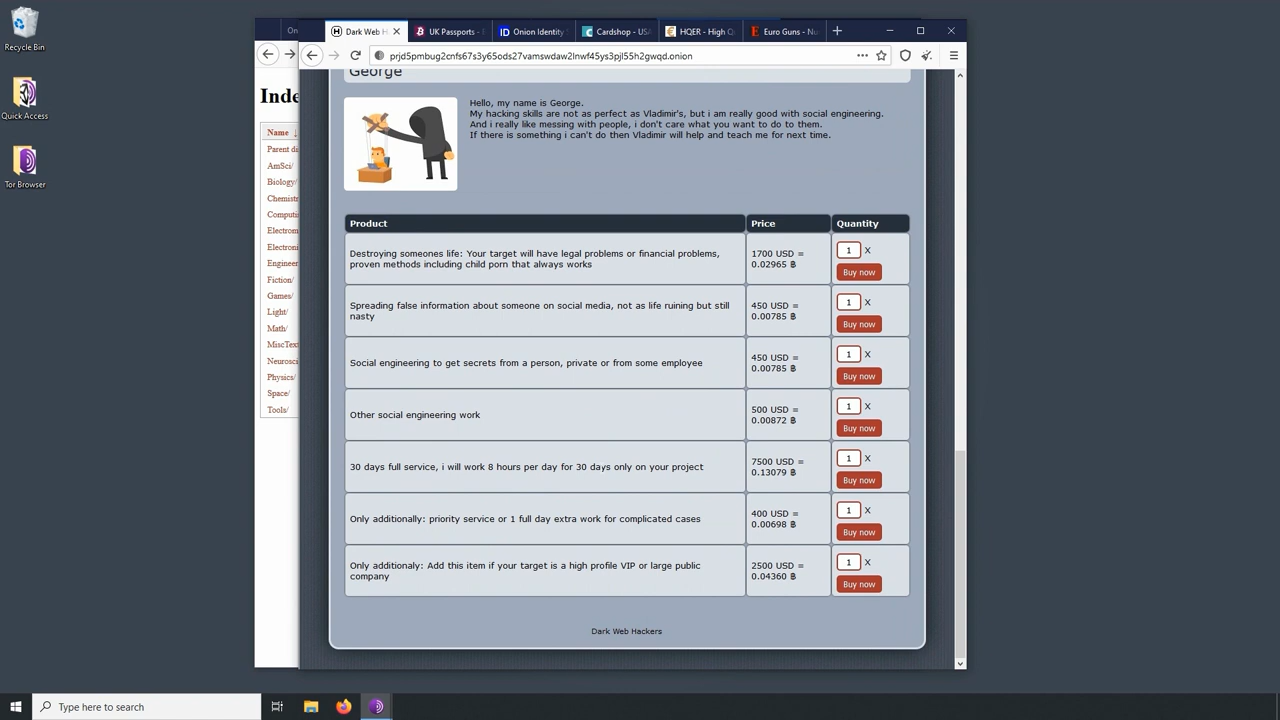 Recycle Bin
Quick Access
Tor Browser
On
Dark Web H
UK Passports -
Onion Identity S
Cardshop - USA
HQER - High Q
Euro Guns - Nu
prjd5pmbug2cnfs67s3y65ods27vamswdaw2lnwf45ys3pjl55h2gwqd.onion
Inde
Name ↓
Parent di
AmSci/
Biology/
Chemistr
Computi
Electrom
Electroni
Engineer
Fiction/
Games/
Light/
Math/
MiscText
Neurosci
Physics/
Space/
Tools/
George
Hello, my name is George.
My hacking skills are not as perfect as Vladimir's, but i am really good with social engineering.
And i really like messing with people, i don't care what you want to do to them.
If there is something i can't do then Vladimir will help and teach me for next time.
Product Price Quantity
Destroying someones life: Your target will have legal problems or financial problems,
proven methods including child porn that always works
1700 USD =
0.02965 ฿
1 X
Buy now
Spreading false information about someone on social media, not as life ruining but still
nasty
450 USD =
0.00785 ฿
1 X
Buy now
Social engineering to get secrets from a person, private or from some employee
450 USD =
0.00785 ฿
1 X
Buy now
Other social engineering work
500 USD =
0.00872 ฿
1 X
Buy now
30 days full service, i will work 8 hours per day for 30 days only on your project
7500 USD =
0.13079 ฿
1 X
Buy now
Only additionally: priority service or 1 full day extra work for complicated cases
400 USD =
0.00698 ฿
1 X
Buy now
Only additionaly: Add this item if your target is a high profile VIP or large public
company
2500 USD =
0.04360 ฿
1 X
Buy now
Dark Web Hackers
Type here to search